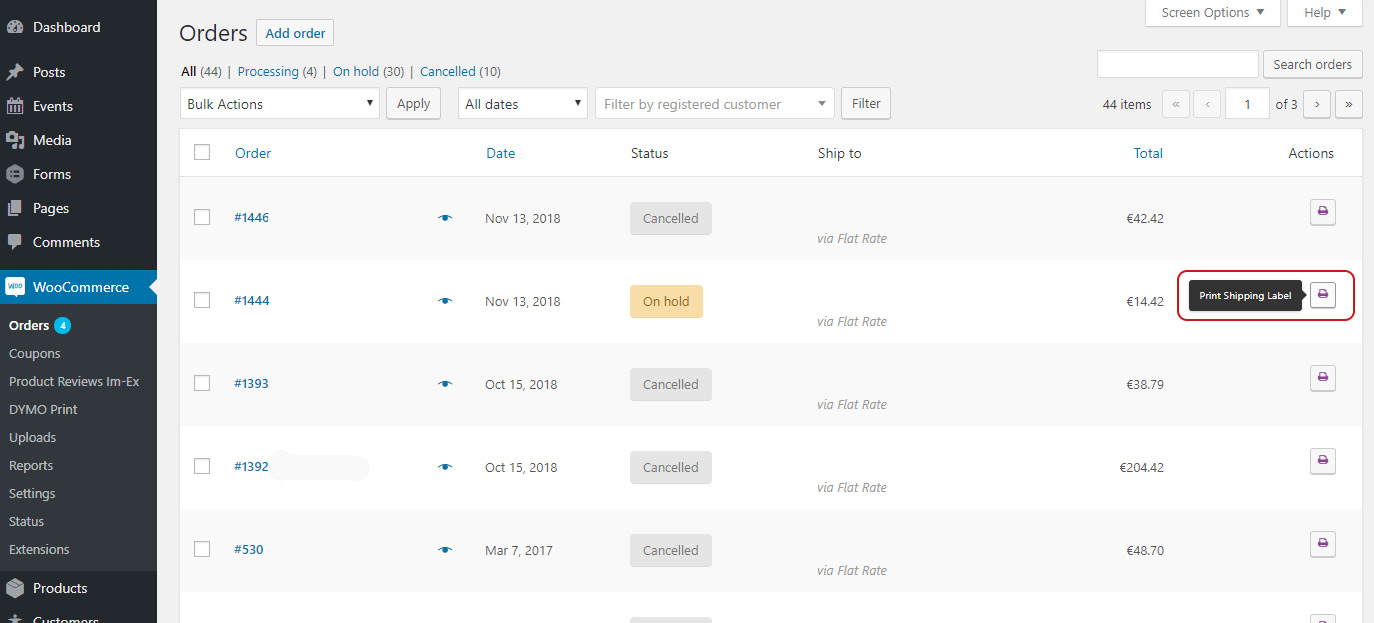 Dashboard
Posts
Events
Media
Forms
Pages
Comments
woo WooCommerce
Orders 4
Coupons
Product Reviews Im-Ex
DYMO Print
Uploads
Reports
Settings
Status
Extensions
Products
Customers
Screen Options ▼ Help ▼
Orders Add order
All (44) | Processing (4) | On hold (30) | Cancelled (10)
Search orders
Bulk Actions Apply All dates Filter by registered customer Filter 44 items « ‹ 1 of 3 › »
Order Date Status Ship to Total Actions
#1446 Nov 13, 2018 Cancelled €42.42
via Flat Rate
#1444 Nov 13, 2018 On hold €14.42 Print Shipping Label
via Flat Rate
#1393 Oct 15, 2018 Cancelled €38.79
via Flat Rate
#1392 Oct 15, 2018 Cancelled €204.42
via Flat Rate
#530 Mar 7, 2017 Cancelled €48.70
via Flat Rate